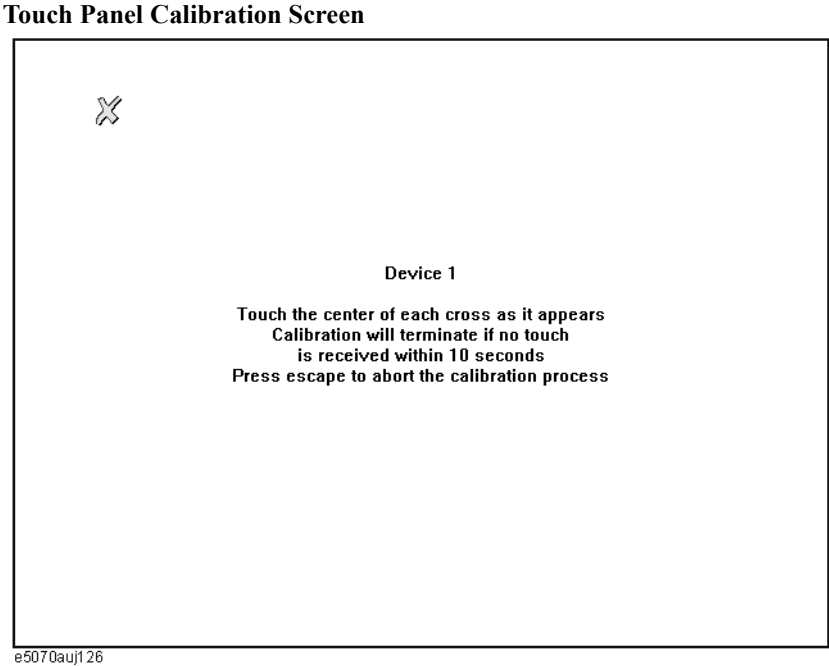 Touch Panel Calibration Screen
Device 1
Touch the center of each cross as it appears
Calibration will terminate if no touch
is received within 10 seconds
Press escape to abort the calibration process
e5070auj126